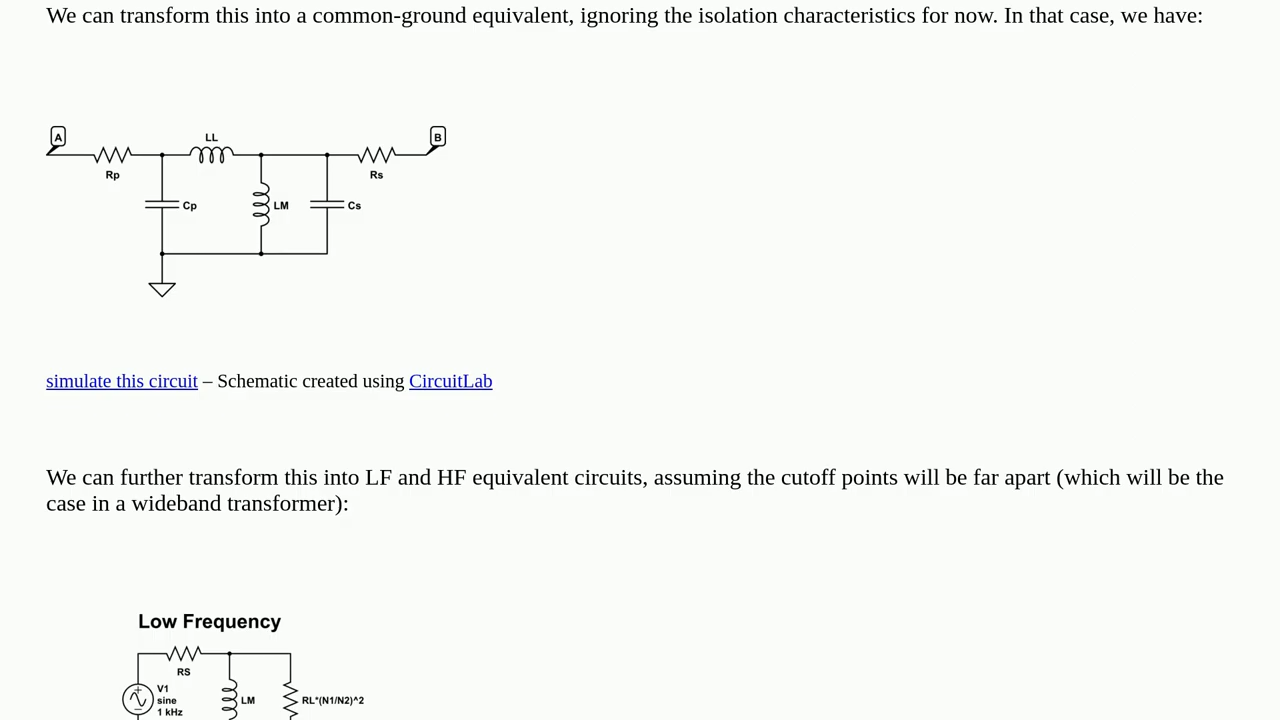 We can transform this into a common-ground equivalent, ignoring the isolation characteristics for now. In that case, we have:
A
B
LL
Rp
Rs
Cp
LM
Cs
simulate this circuit – Schematic created using CircuitLab
We can further transform this into LF and HF equivalent circuits, assuming the cutoff points will be far apart (which will be the
case in a wideband transformer):
Low Frequency
RS
V1
sine
1 kHz
LM
RL*(N1/N2)^2